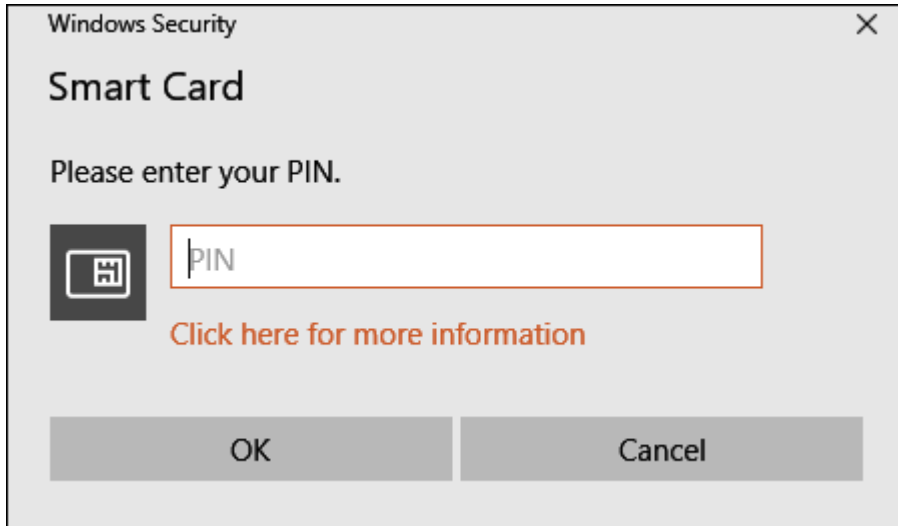 Windows Security
Smart Card
Please enter your PIN.
PIN
Click here for more information
OK
Cancel